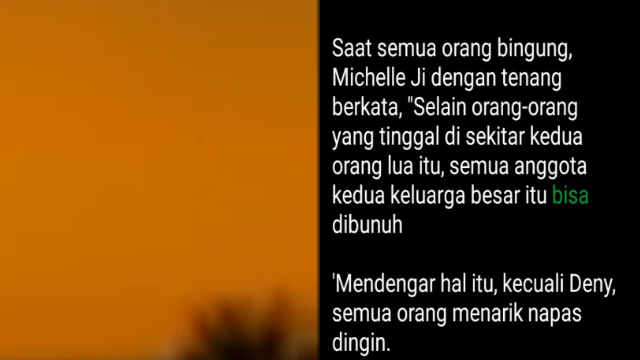 Saat semua orang bingung,
Michelle Ji dengan tenang
berkata, "Selain orang-orang
yang tinggal di sekitar kedua
orang lua itu, semua anggota
kedua keluarga besar itu bisa
dibunuh
'Mendengar hal itu, kecuali Deny,
semua orang menarik napas
dingin.